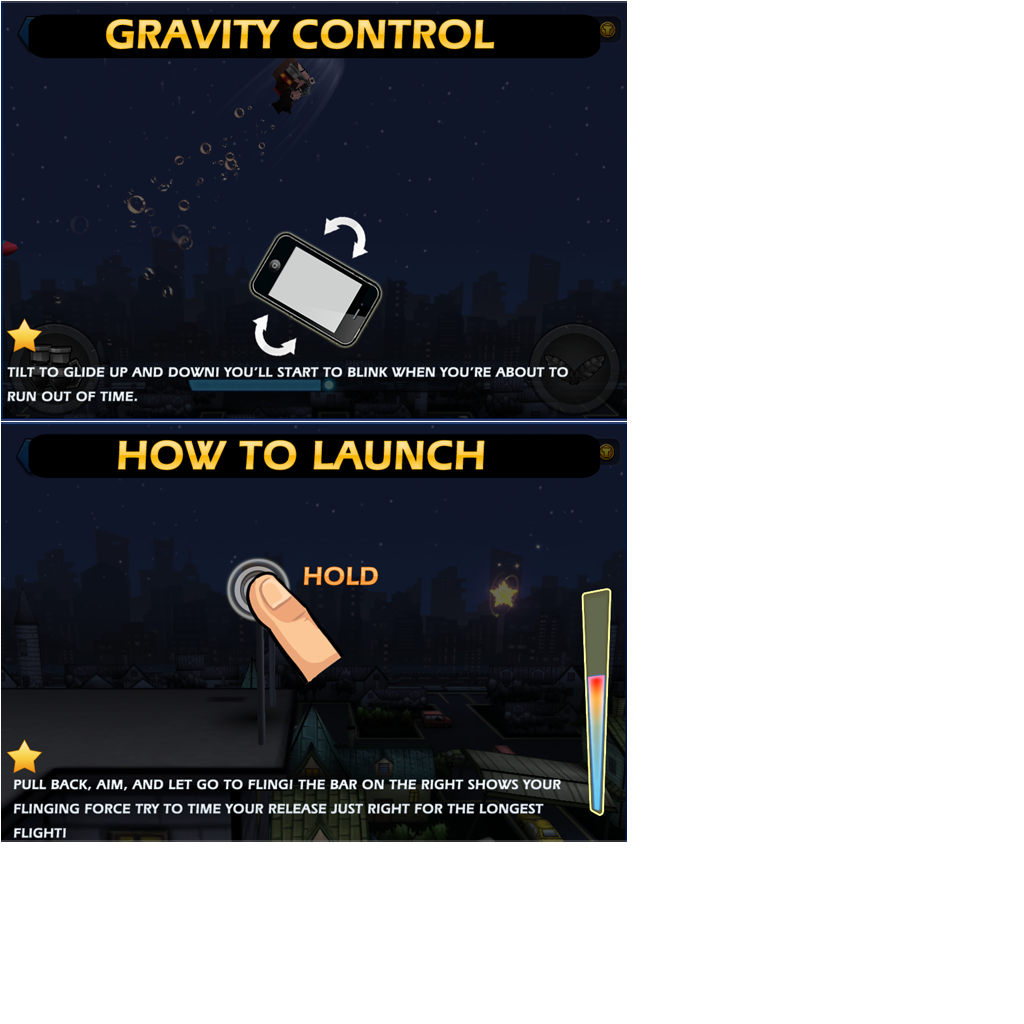 GRAVITY CONTROL
TILT TO GLIDE UP AND DOWN! YOU'LL START TO BLINK WHEN YOU'RE ABOUT TO
RUN OUT OF TIME.
HOW TO LAUNCH
HOLD
PULL BACK, AIM, AND LET GO TO FLING! THE BAR ON THE RIGHT SHOWS YOUR
FLINGING FORCE TRY TO TIME YOUR RELEASE JUST RIGHT FOR THE LONGEST
FLIGHT!